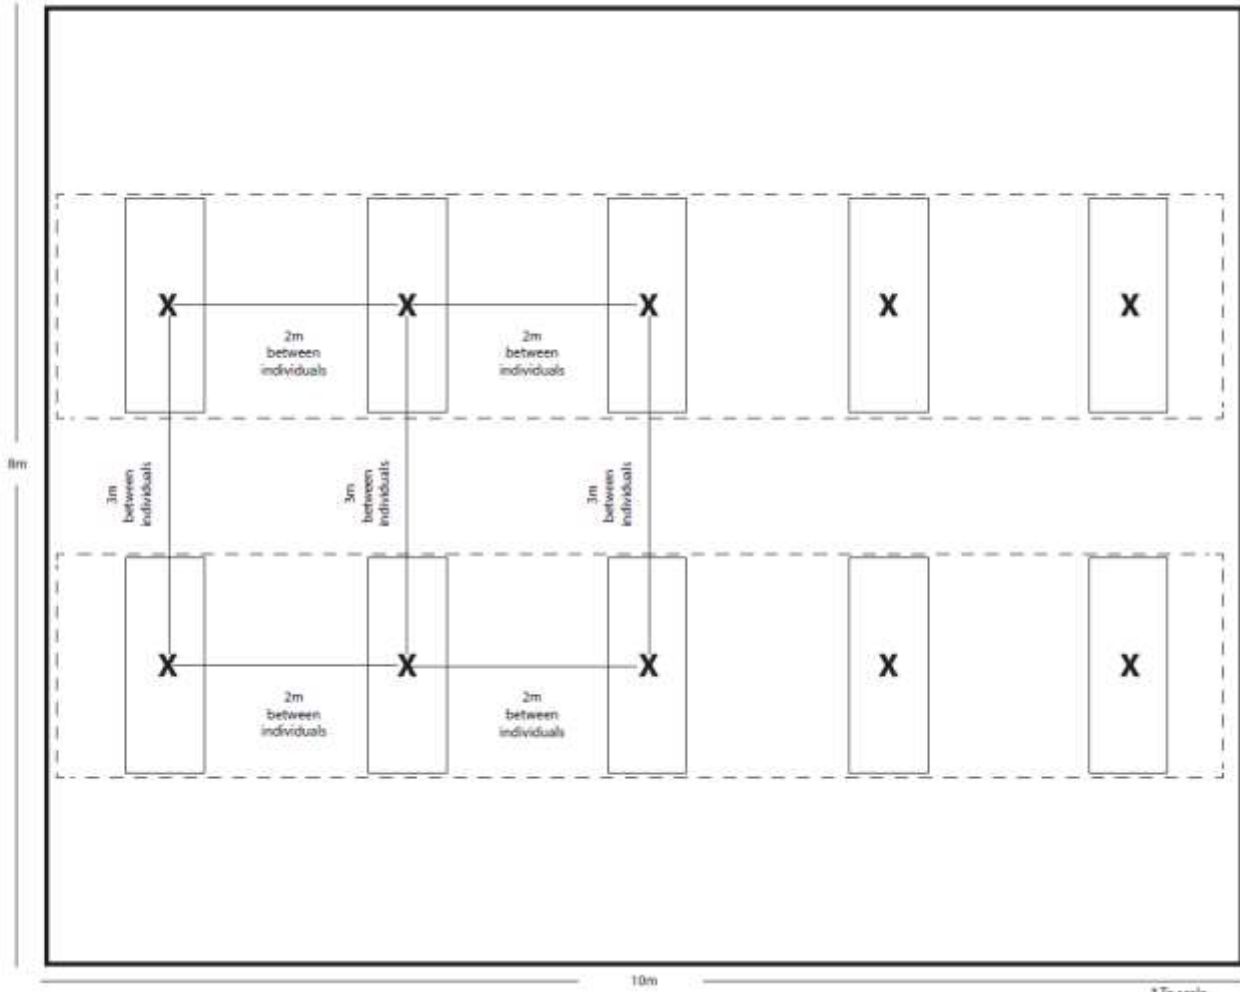 X X X X X
2m
between
individuals
2m
between
individuals
8m
3m
between
individuals
3m
between
individuals
3m
between
individuals
X X X X X
2m
between
individuals
2m
between
individuals
10m